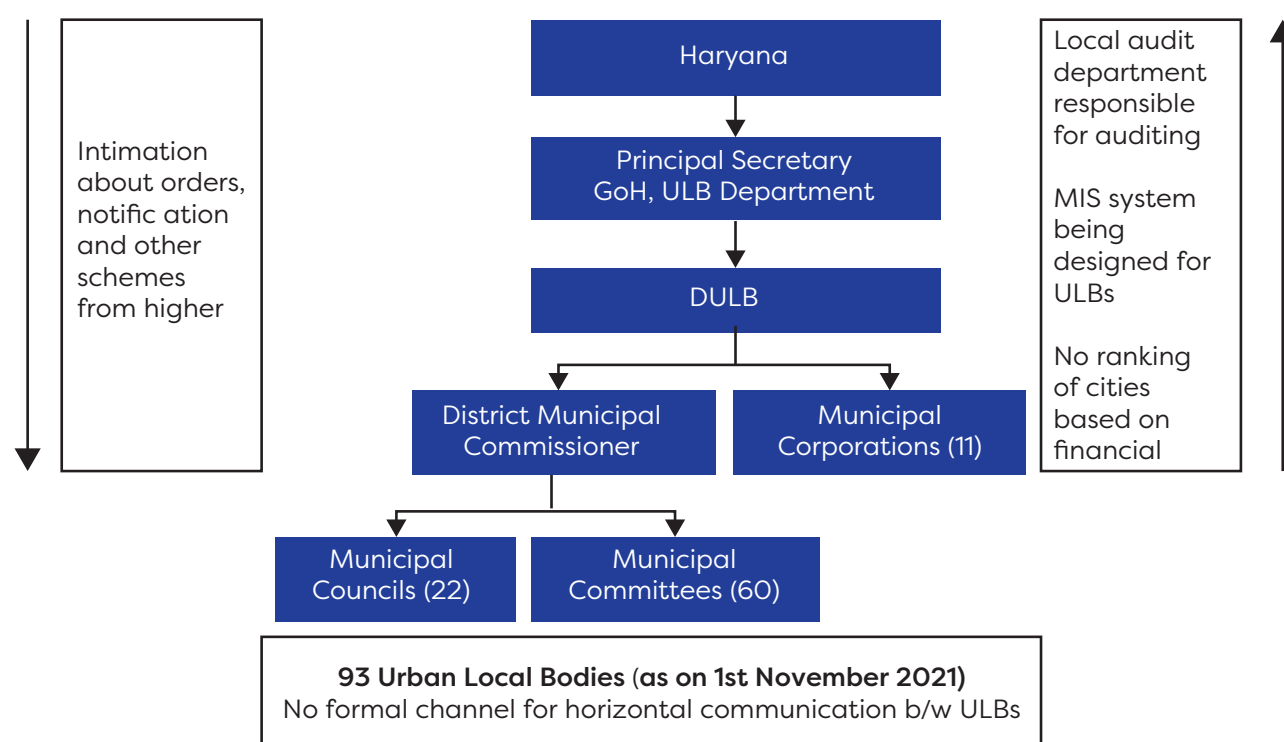 Intimation
about orders,
notific ation
and other
schemes
from higher
Haryana
Principal Secretary
GoH, ULB Department
DULB
District Municipal
Commissioner
Municipal
Corporations (11)
Municipal
Councils (22)
Municipal
Committees (60)
Local audit
department
responsible
for auditing
MIS system
being
designed for
ULBs
No ranking
of cities
based on
financial
93 Urban Local Bodies (as on 1st November 2021)
No formal channel for horizontal communication b/w ULBs